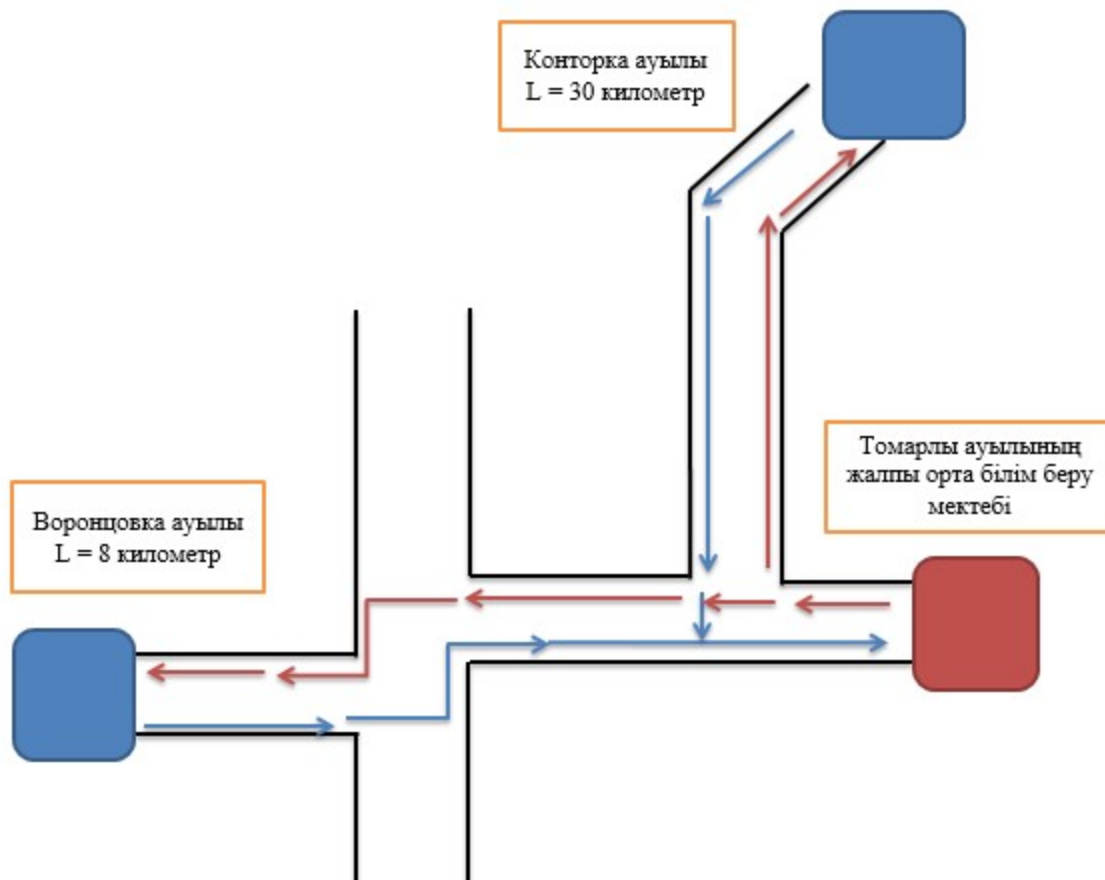 Конторка ауылы
L = 30 километр
Томарлы ауылының
жалпы орта білім беру
мектебі
Воронцовка ауылы
L = 8 километр